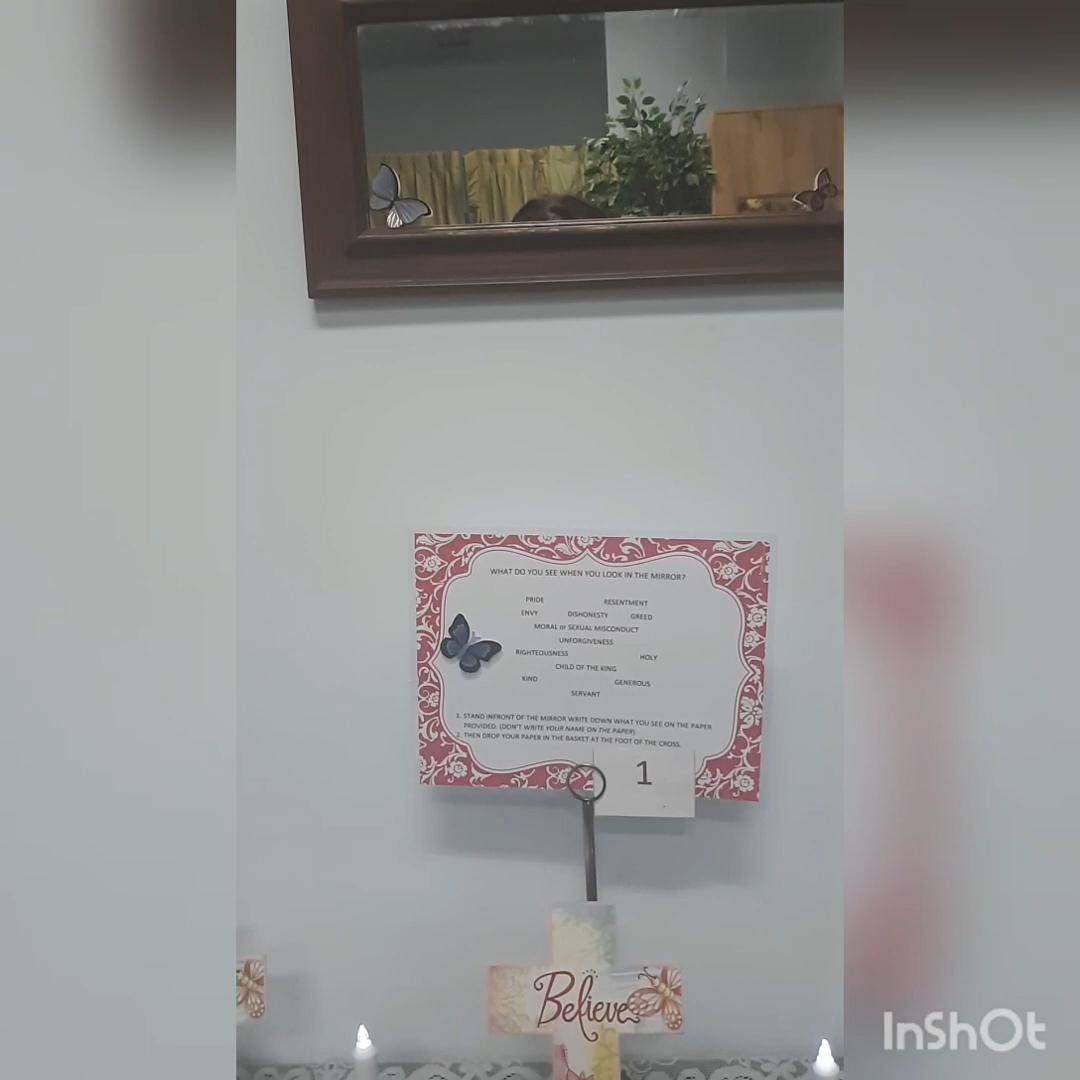 WHAT DO YOU SEE WHEN YOU LOOK IN THE MIRROR?
PRIDE RESENTMENT
ENVY DISHONESTY GREED
MORAL or SEXUAL MISCONDUCT
UNFORGIVENESS
RIGHTEOUSNESS HOLY
CHILD OF THE KING
KIND GENEROUS
SERVANT
1. STAND INFRONT OF THE MIRROR WRITE DOWN WHAT YOU SEE ON THE PAPER
PROVIDED. (DON'T WRITE YOUR NAME ON THE PAPER)
2. THEN DROP YOUR PAPER IN THE BASKET AT THE FOOT OF THE CROSS.
1
Believe
InShOt